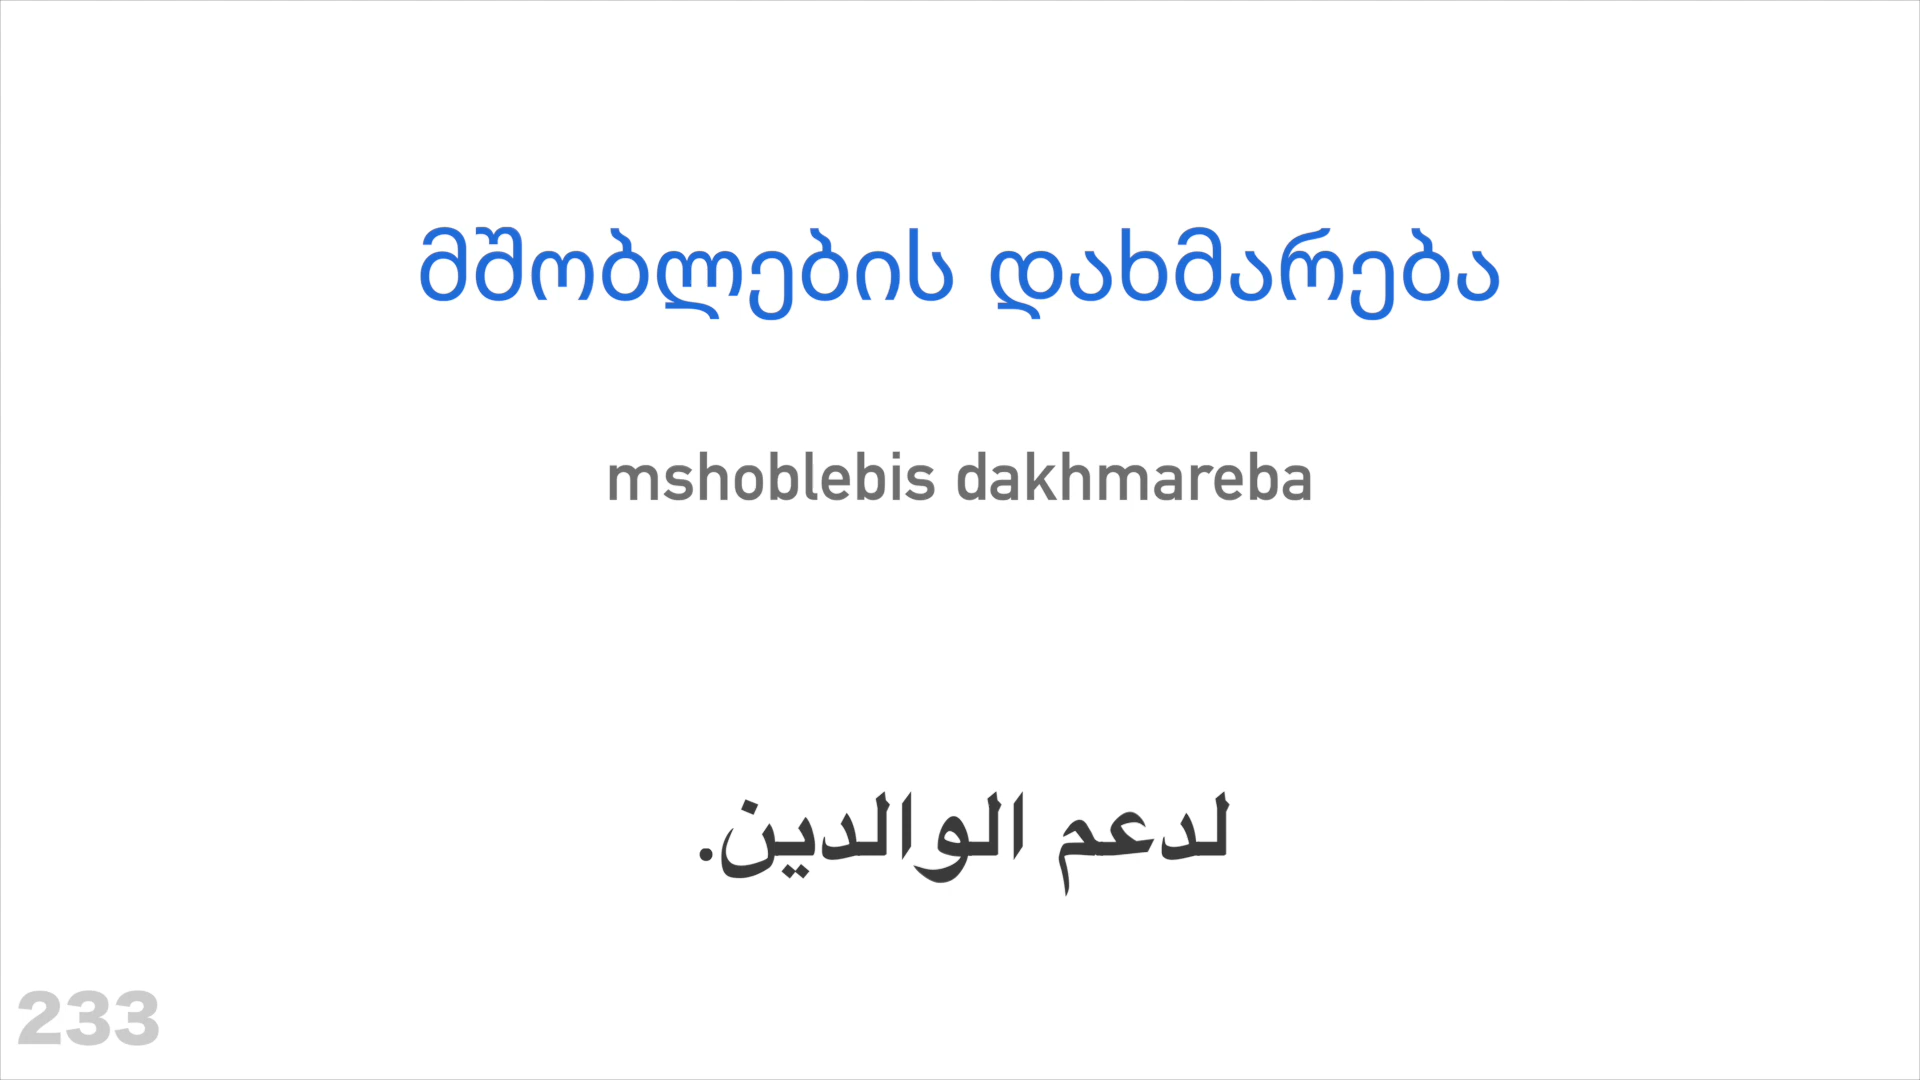 მშობლების დახმარება
mshoblebis dakhmareba
لدعم الوالدين.
233